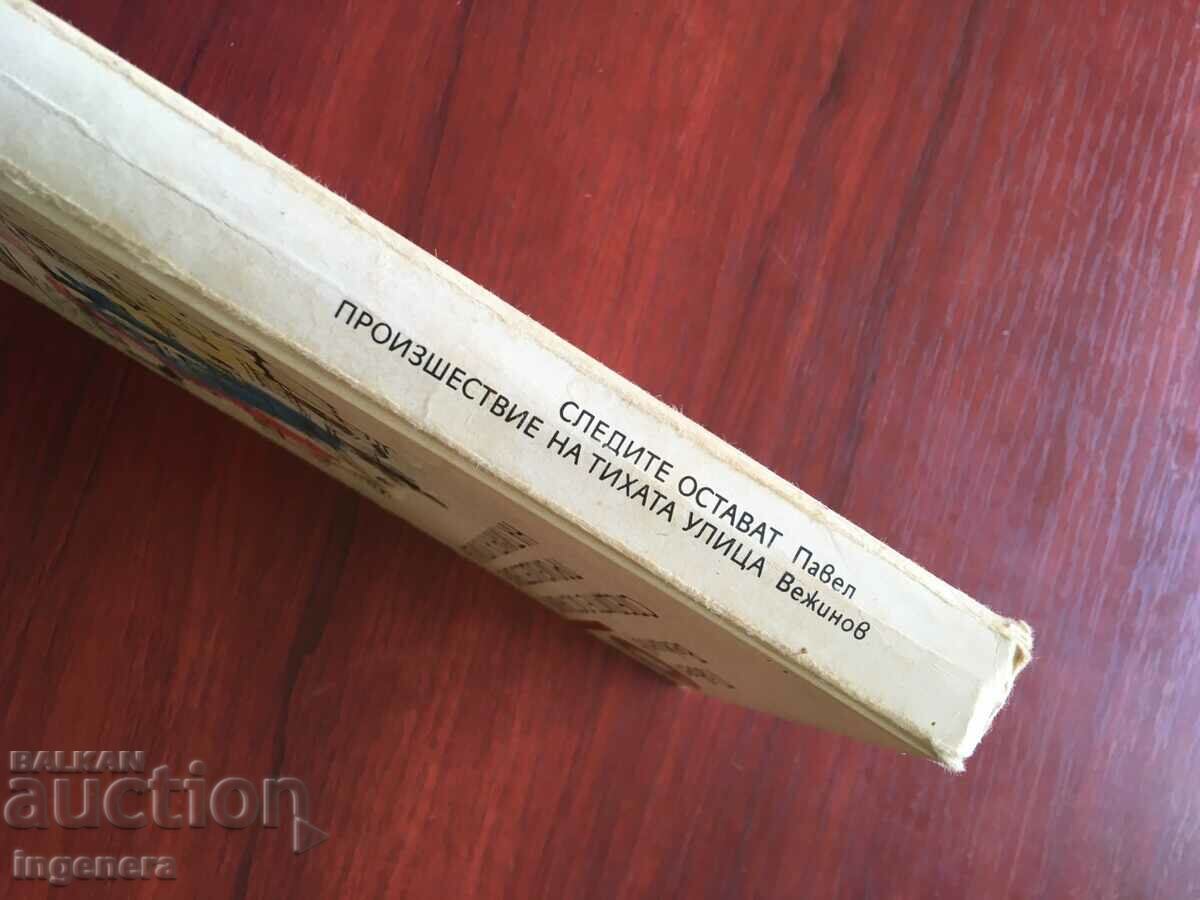 СЛЕДИТЕ ОСТАВАТ Павел
ПРОИЗШЕСТВИЕ НА ТИХАТА УЛИЦА Вежинов
BALKAN
auction
ingenera